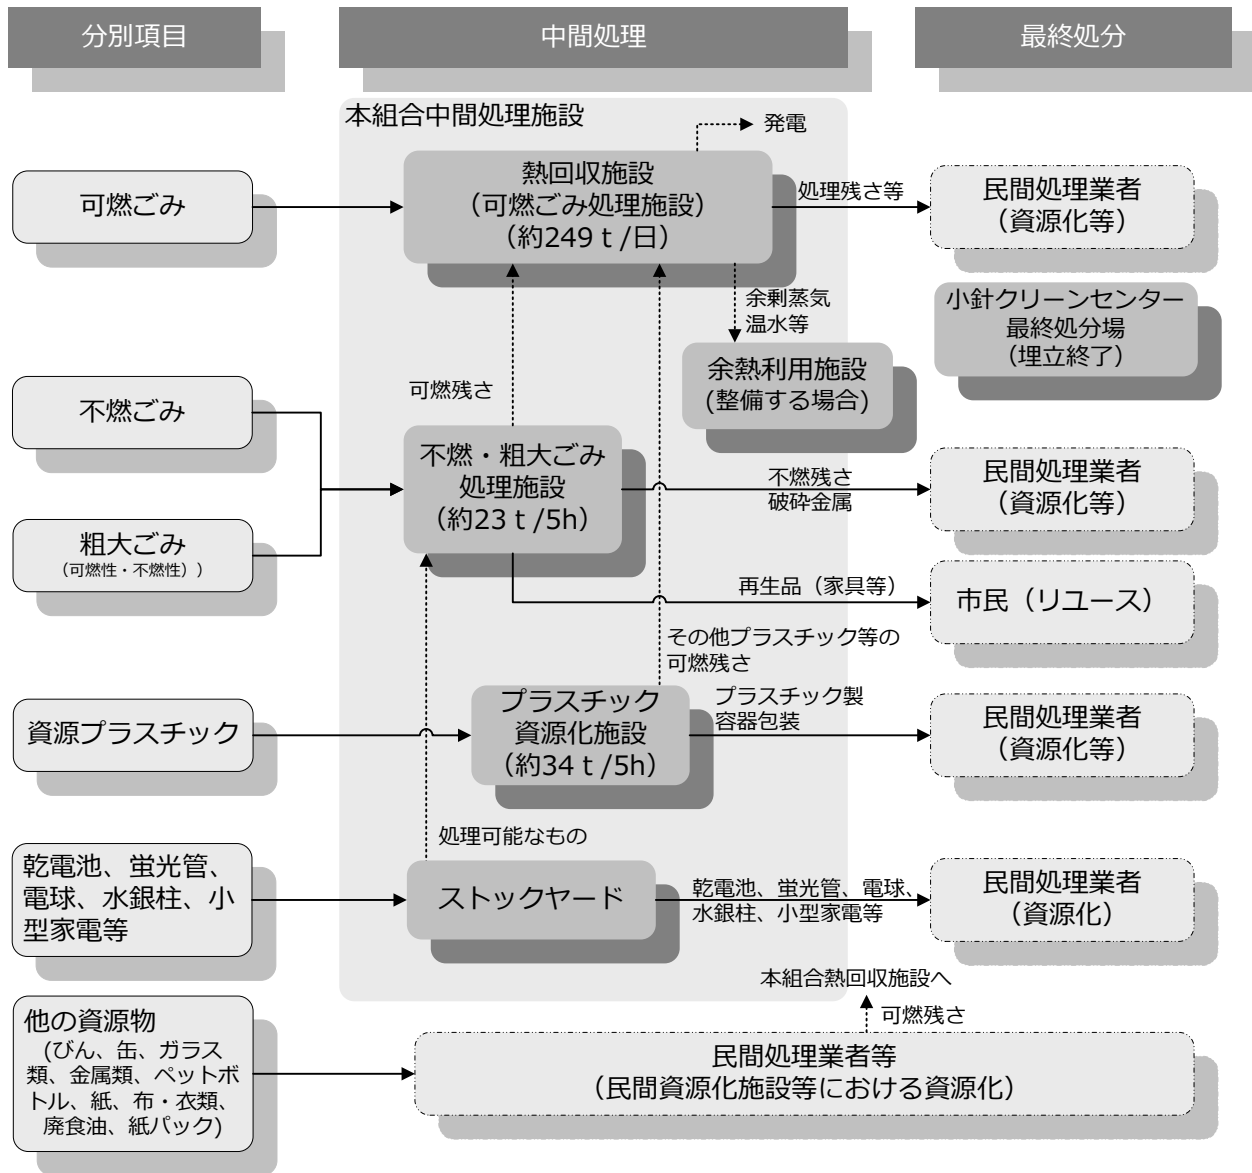 分別項目
中間処理
最終処分
本組合中間処理施設
発電
可燃ごみ
熱回収施設
（可燃ごみ処理施設）
（約249ｔ/日）
処理残さ等
民間処理業者
（資源化等）
余剰蒸気
温水等
小針クリーンセンター
最終処分場
（埋立終了）
余熱利用施設
(整備する場合)
可燃残さ
不燃ごみ
不燃・粗大ごみ
処理施設
（約23ｔ/5h）
不燃残さ
破砕金属
民間処理業者
（資源化等）
粗大ごみ
（可燃性・不燃性））
再生品（家具等）
市民（リユース）
その他プラスチック等の
可燃残さ
資源プラスチック
プラスチック
資源化施設
（約34ｔ/5h）
プラスチック製
容器包装
民間処理業者
（資源化等）
処理可能なもの
乾電池、蛍光管、
電球、水銀柱、小
型家電等
ストックヤード
乾電池、蛍光管、電球、
水銀柱、小型家電等
民間処理業者
（資源化）
本組合熱回収施設へ
可燃残さ
他の資源物
(びん、缶、ガラス
類、金属類、ペットボ
トル、紙、布・衣類、
廃食油、紙パック)
民間処理業者等
（民間資源化施設等における資源化）